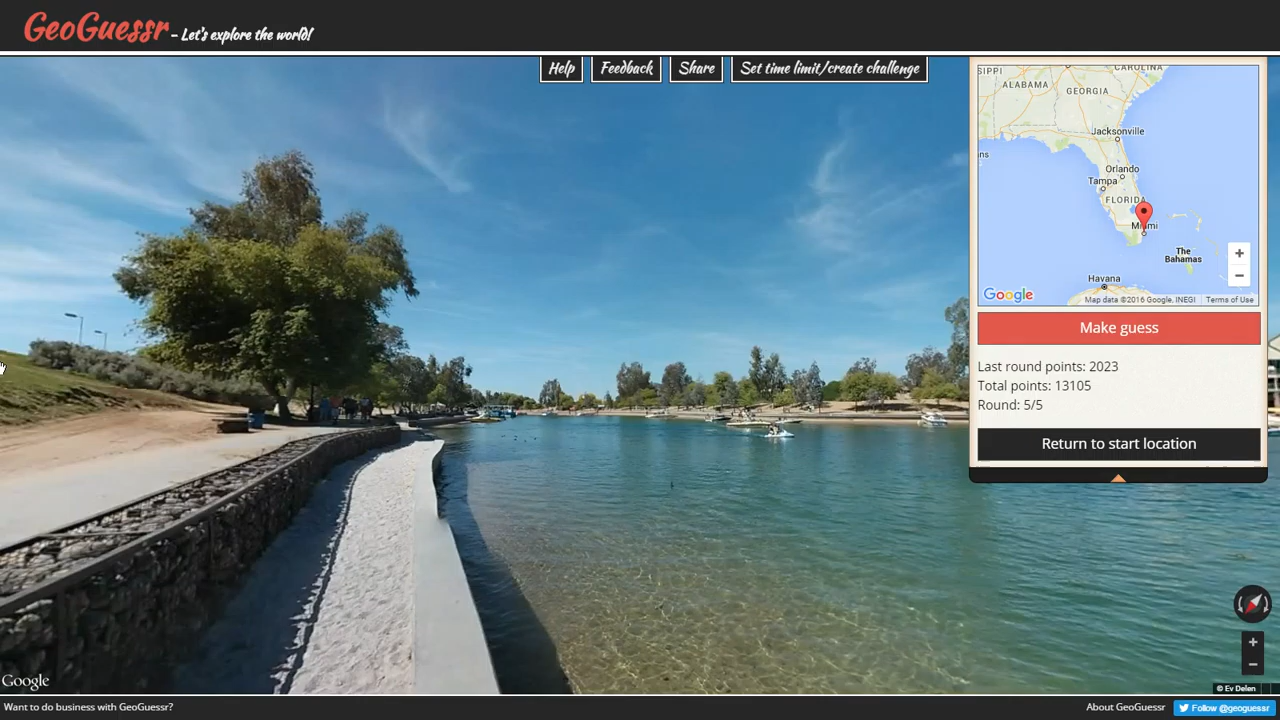 GeoGuessr - Let's explore the world!
Help
Feedback
Share
Set time limit/create challenge
SIPPI
ALABAMA
CAROLINA
GEORGIA
Jacksonville
ns
Orlando
Tampa
FLORIDA
Miami
The
Bahamas
Havana
+
−
Google
Map data ©2016 Google, INEGI
Terms of Use
Make guess
Last round points: 2023
Total points: 13105
Round: 5/5
Return to start location
+
−
Google
© Ev Delen
Want to do business with GeoGuessr?
About GeoGuessr
Follow @geoguessr